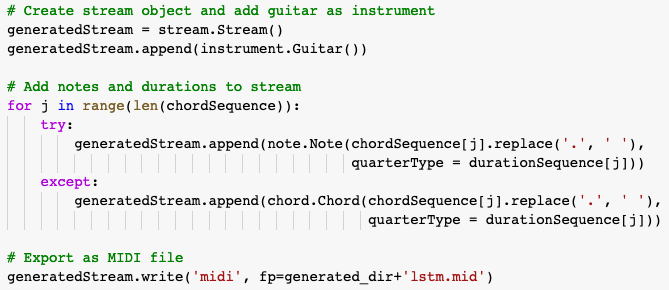 # Create stream object and add guitar as instrument
generatedStream = stream.Stream()
generatedStream.append(instrument.Guitar())

# Add notes and durations to stream
for j in range(len(chordSequence)):
    try:
        generatedStream.append(note.Note(chordSequence[j].replace('.', ' '),
                                         quarterType = durationSequence[j]))
    except:
        generatedStream.append(chord.Chord(chordSequence[j].replace('.', ' '),
                                           quarterType = durationSequence[j]))

# Export as MIDI file
generatedStream.write('midi', fp=generated_dir+'lstm.mid')